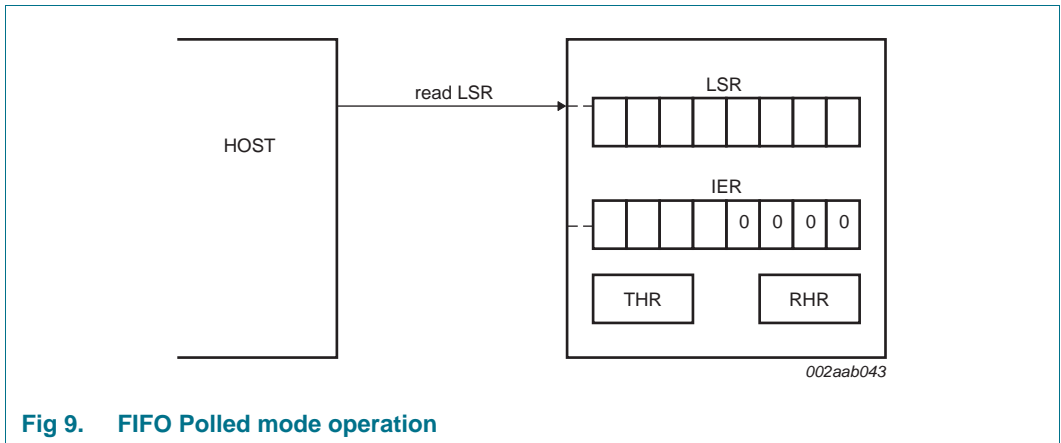 read LSR
HOST
LSR
IER
0 0 0 0
THR RHR
002aab043
Fig 9. FIFO Polled mode operation